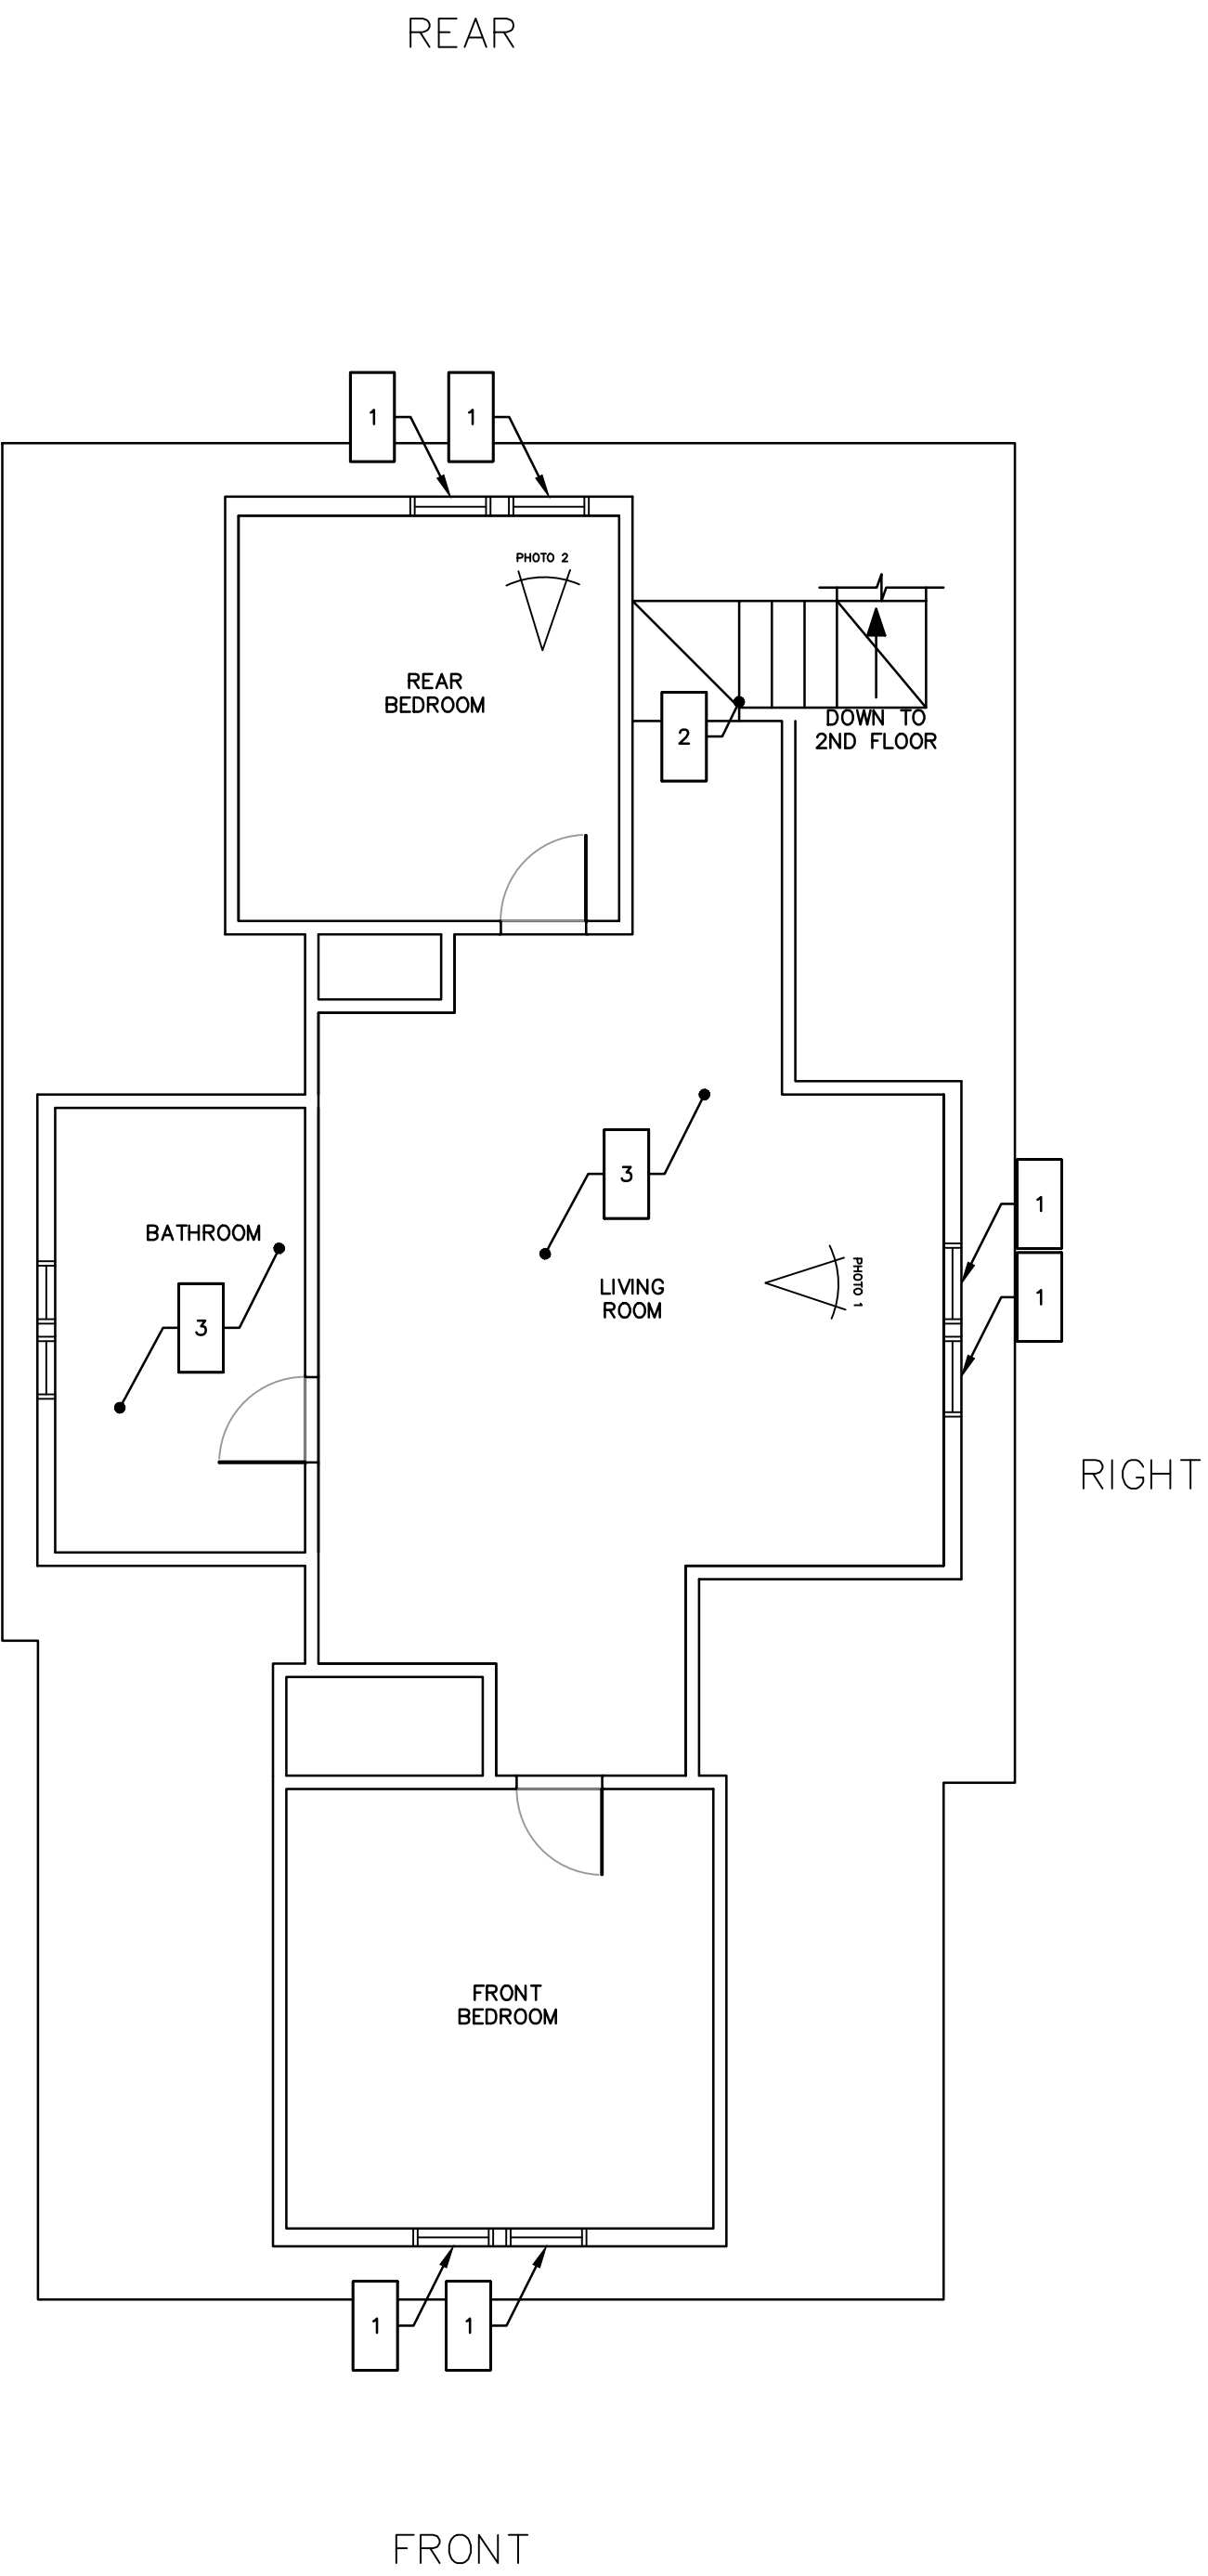 REAR
1
1
PHOTO 2
REAR
BEDROOM
DOWN TO
2ND FLOOR
2
3
1
BATHROOM
1
PHOTO 1
LIVING
ROOM
3
RIGHT
FRONT
BEDROOM
1
1
FRONT